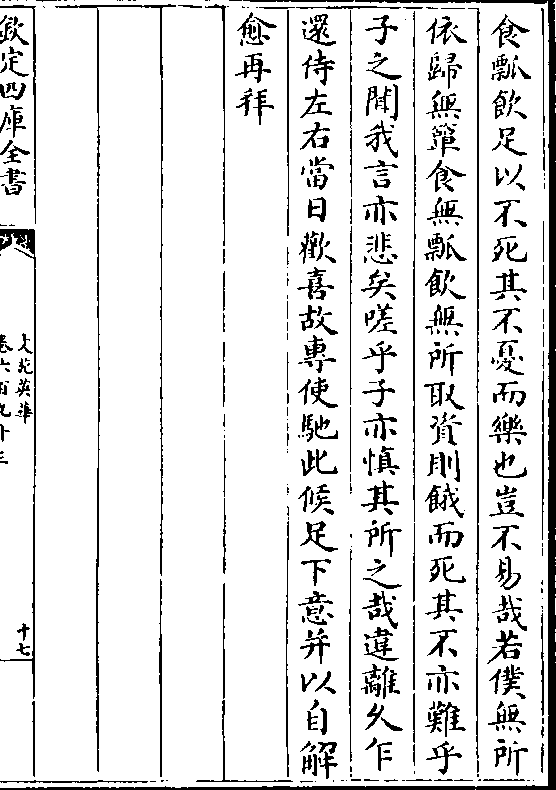 食瓢飲足以不死其不憂而樂也豈不易哉若僕無所
依歸無簞食無瓢飲無所取資則餓而死其不亦難乎
子之聞我言亦悲矣嗟乎子亦慎其所之哉違離久乍
還侍左右當日歡喜故專使馳此候足下意并以自解
愈再拜
欽定四庫全書
文苑英華
卷六百九十三
十七